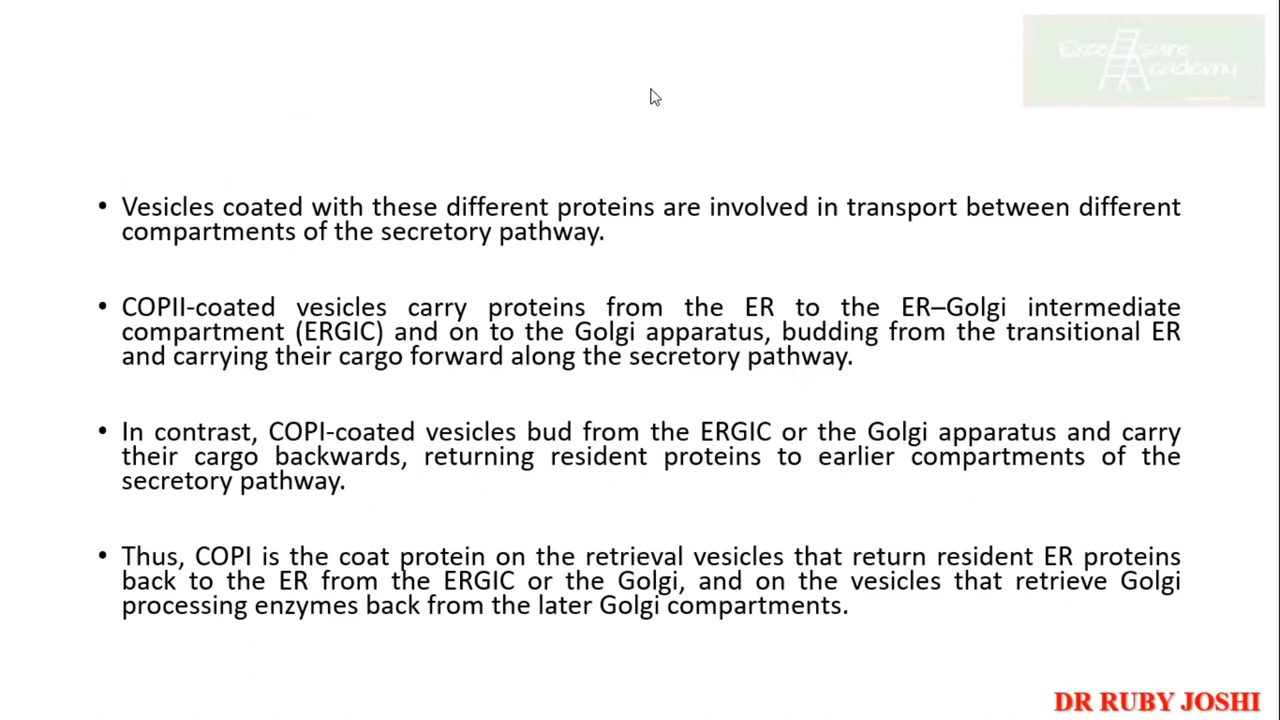 Excelsure
Academy
• Vesicles coated with these different proteins are involved in transport between different
compartments of the secretory pathway.
• COPII-coated vesicles carry proteins from the ER to the ER–Golgi intermediate
compartment (ERGIC) and on to the Golgi apparatus, budding from the transitional ER
and carrying their cargo forward along the secretory pathway.
• In contrast, COPI-coated vesicles bud from the ERGIC or the Golgi apparatus and carry
their cargo backwards, returning resident proteins to earlier compartments of the
secretory pathway.
• Thus, COPI is the coat protein on the retrieval vesicles that return resident ER proteins
back to the ER from the ERGIC or the Golgi, and on the vesicles that retrieve Golgi
processing enzymes back from the later Golgi compartments.
DR RUBY JOSHI